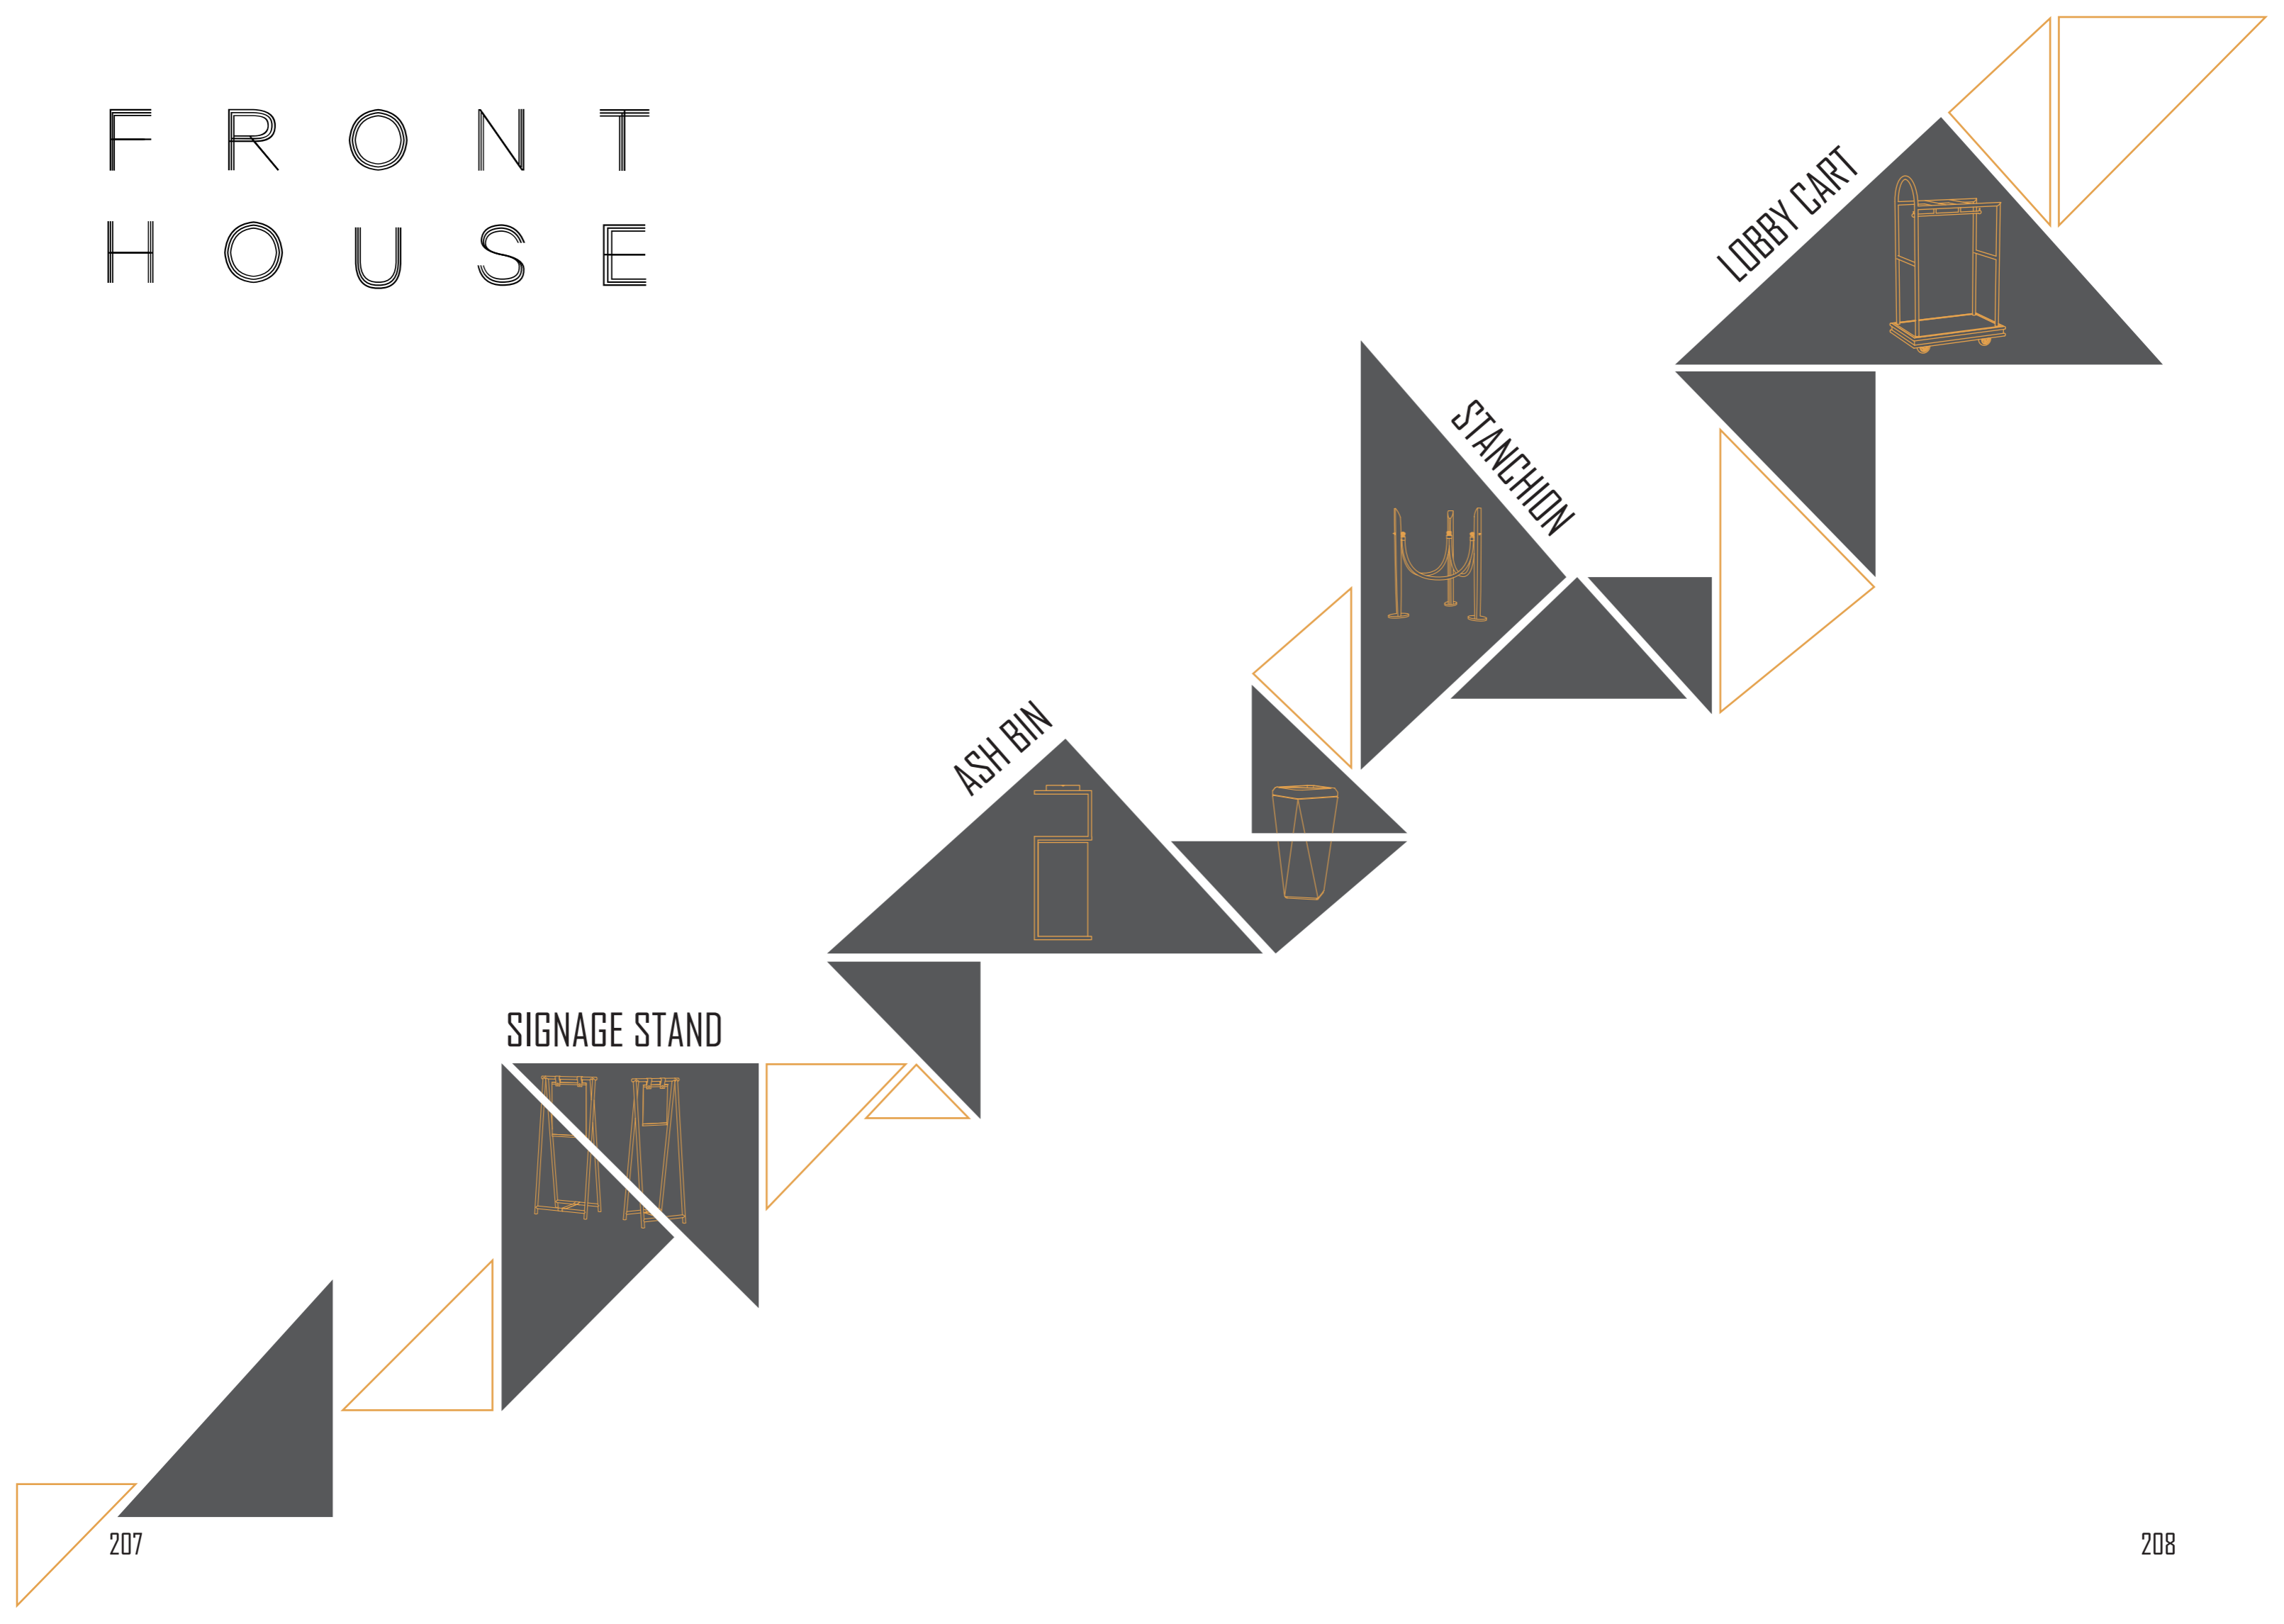 FRONT
HOUSE
LOBBY CART
STANCHION
ASH BIN
SIGNAGE STAND
207
208